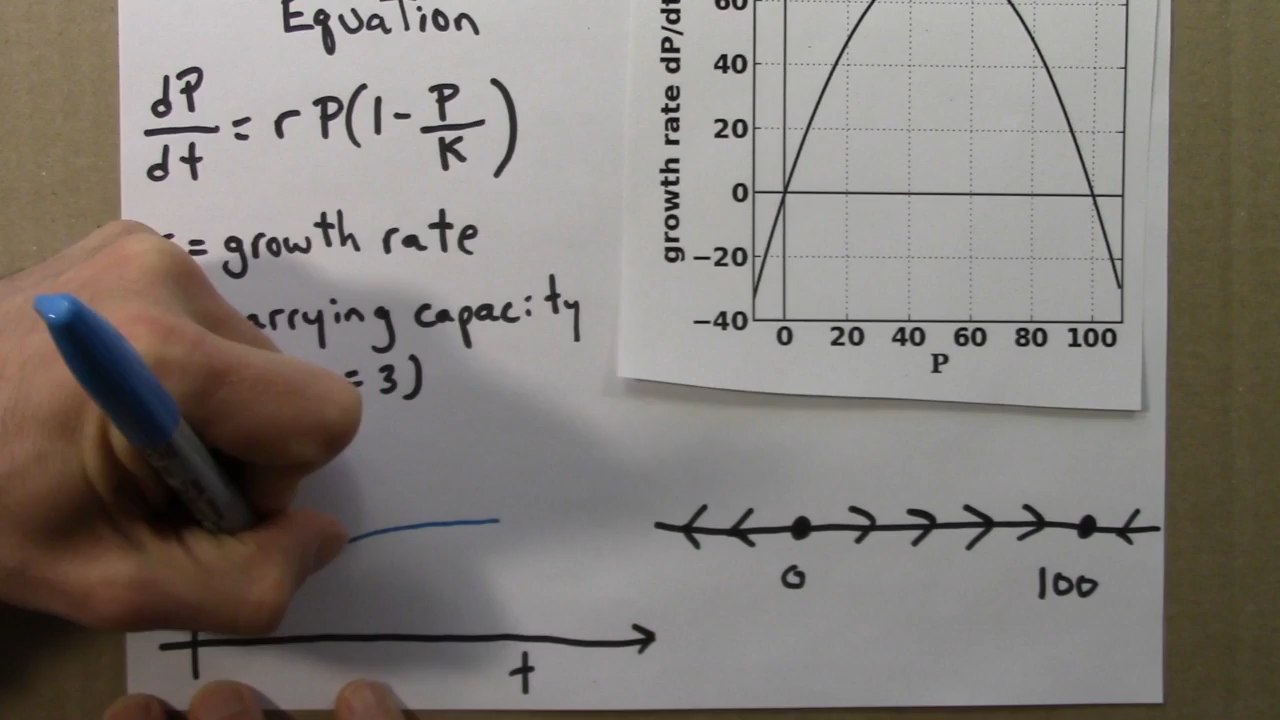 Equation
dP/dt = r P(1 - P/K)
= growth rate
arrying capacity
= 3)
t
growth rate dP/dt
60
40
20
0
−20
−40
0 20 40 60 80 100
P
0 100